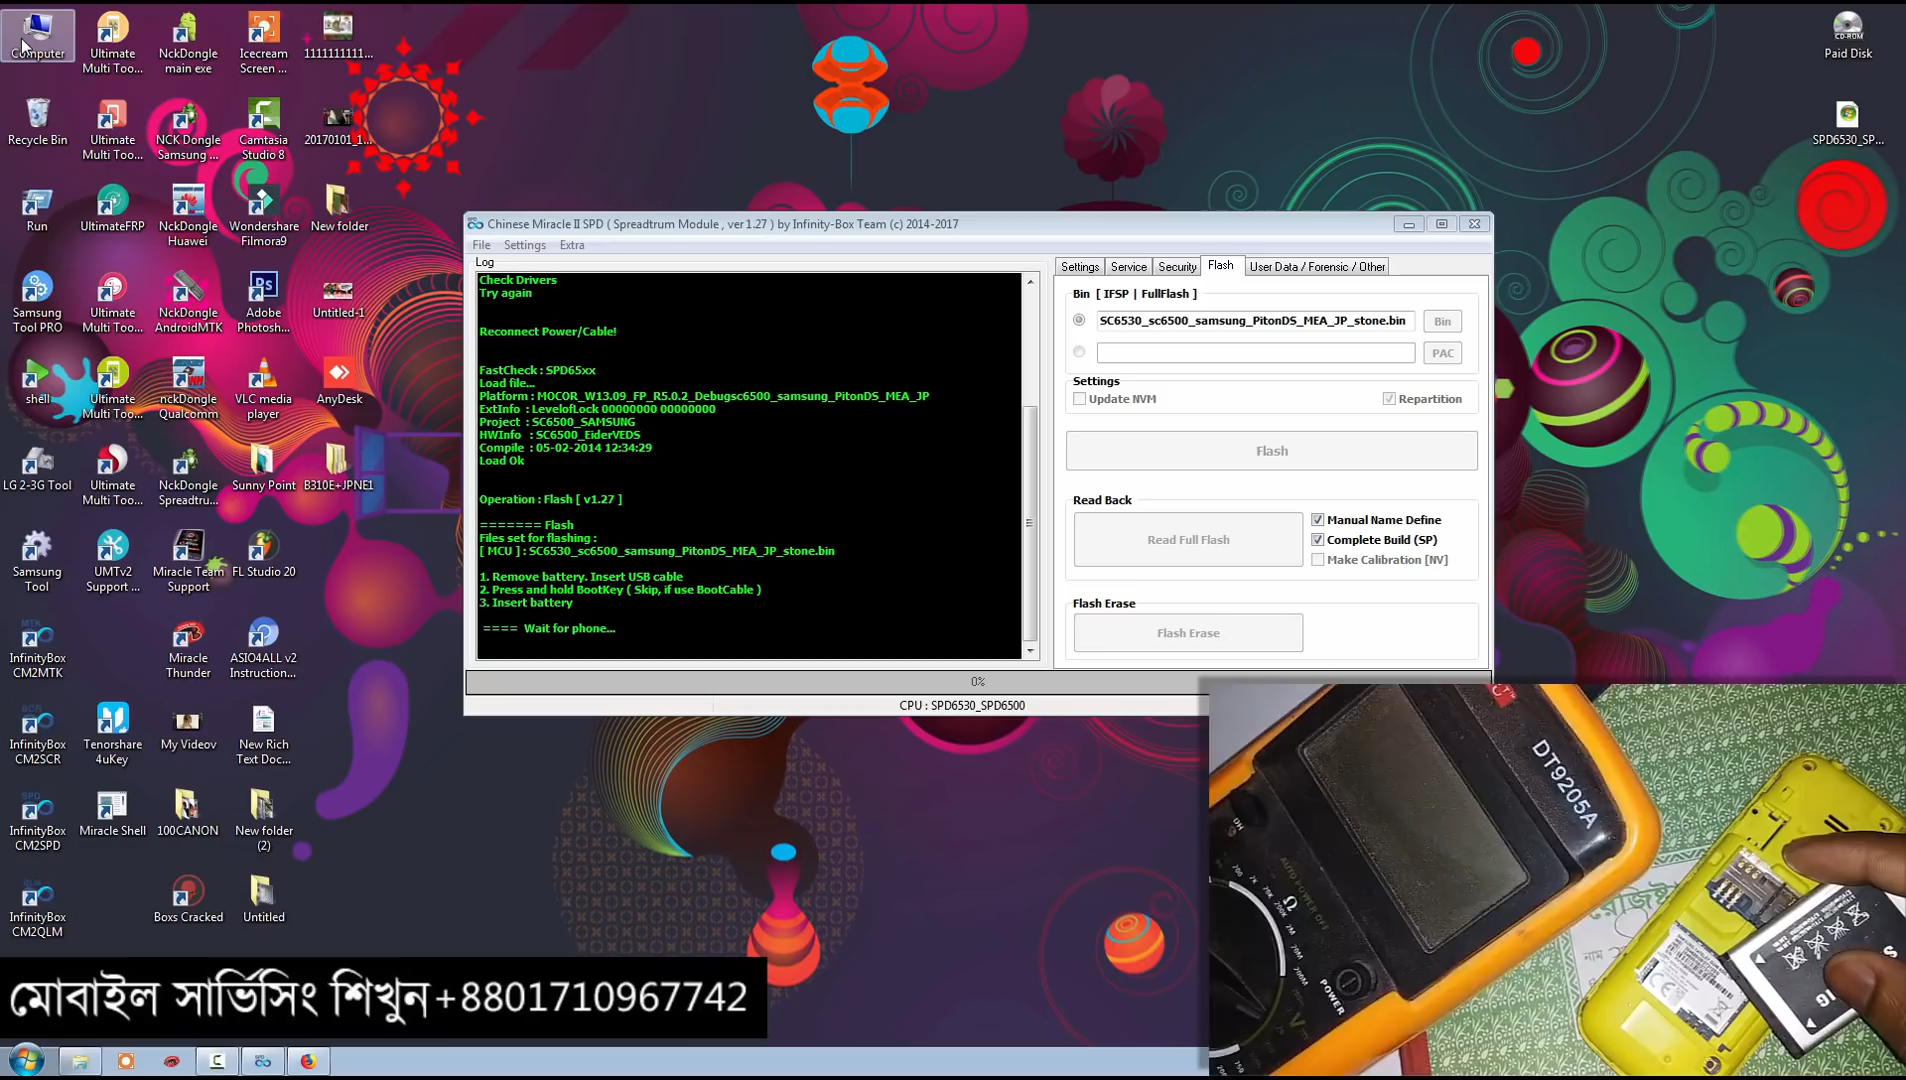 Computer
Ultimate Multi Too...
NckDongle main exe
Icecream Screen ...
1111111111...
CD-ROM
Paid Disk
Recycle Bin
Ultimate Multi Too...
NCK Dongle Samsung ...
Camtasia Studio 8
20170101_1...
SPD6530_SP...
Run
UltimateFRP
NckDongle Huawei
Wondershare Filmora9
New folder
Samsung Tool PRO
Ultimate Multi Too...
NckDongle AndroidMTK
Adobe Photosh...
Untitled-1
shell
Ultimate Multi Too...
nckDongle Qualcomm
VLC media player
AnyDesk
LG 2-3G Tool
Ultimate Multi Too...
NckDongle Spreadtru...
Sunny Point
B310E+JPNE1
Samsung Tool
UMTv2 Support ...
Miracle Team Support
FL Studio 20
InfinityBox CM2MTK
Miracle Thunder
ASIO4ALL v2 Instruction...
InfinityBox CM2SCR
Tenorshare 4uKey
My Videov
New Rich Text Doc...
InfinityBox CM2SPD
Miracle Shell
100CANON
New folder (2)
InfinityBox CM2QLM
Boxs Cracked
Untitled
Chinese Miracle II SPD ( Spreadtrum Module , ver 1.27 ) by Infinity-Box Team (c) 2014-2017
File Settings Extra
Log
Check Drivers
Try again
Reconnect Power/Cable!
FastCheck : SPD65xx
Load file...
Platform : MOCOR_W13.09_FP_R5.0.2_Debugsc6500_samsung_PitonDS_MEA_JP
ExtInfo : LevelofLock 00000000 00000000
Project : SC6500_SAMSUNG
HWInfo : SC6500_EiderVEDS
Compile : 05-02-2014 12:34:29
Load Ok
Operation : Flash [ v1.27 ]
======= Flash
Files set for flashing :
[ MCU ] : SC6530_sc6500_samsung_PitonDS_MEA_JP_stone.bin
1. Remove battery. Insert USB cable
2. Press and hold BootKey ( Skip, if use BootCable )
3. Insert battery
==== Wait for phone...
Settings Service Security Flash User Data / Forensic / Other
Bin [ IFSP | FullFlash ]
SC6530_sc6500_samsung_PitonDS_MEA_JP_stone.bin Bin
PAC
Settings
Update NVM Repartition
Flash
Read Back
Read Full Flash
Manual Name Define
Complete Build (SP)
Make Calibration [NV]
Flash Erase
Flash Erase
0%
CPU : SPD6530_SPD6500
DT9205A
AUTO POWER OFF
Ω
POWER
মোবাইল সার্ভিসিং শিখুন+8801710967742